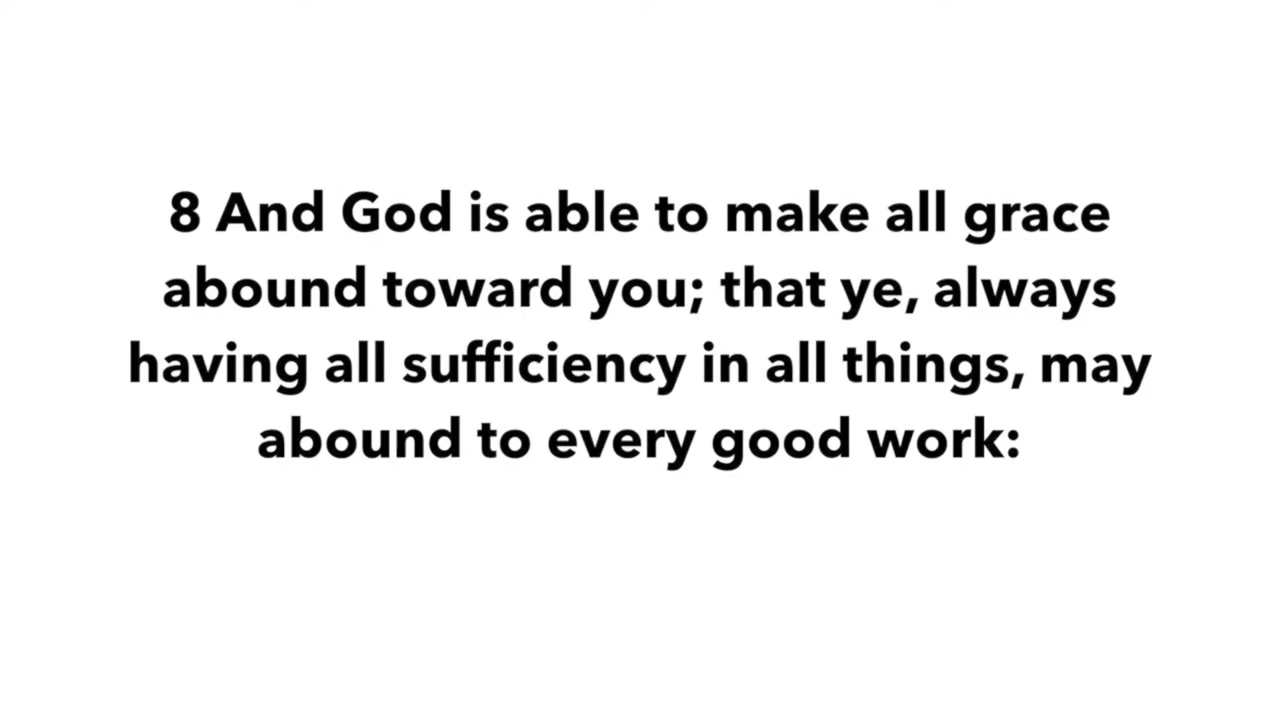 8 And God is able to make all grace
abound toward you; that ye, always
having all sufficiency in all things, may
abound to every good work: